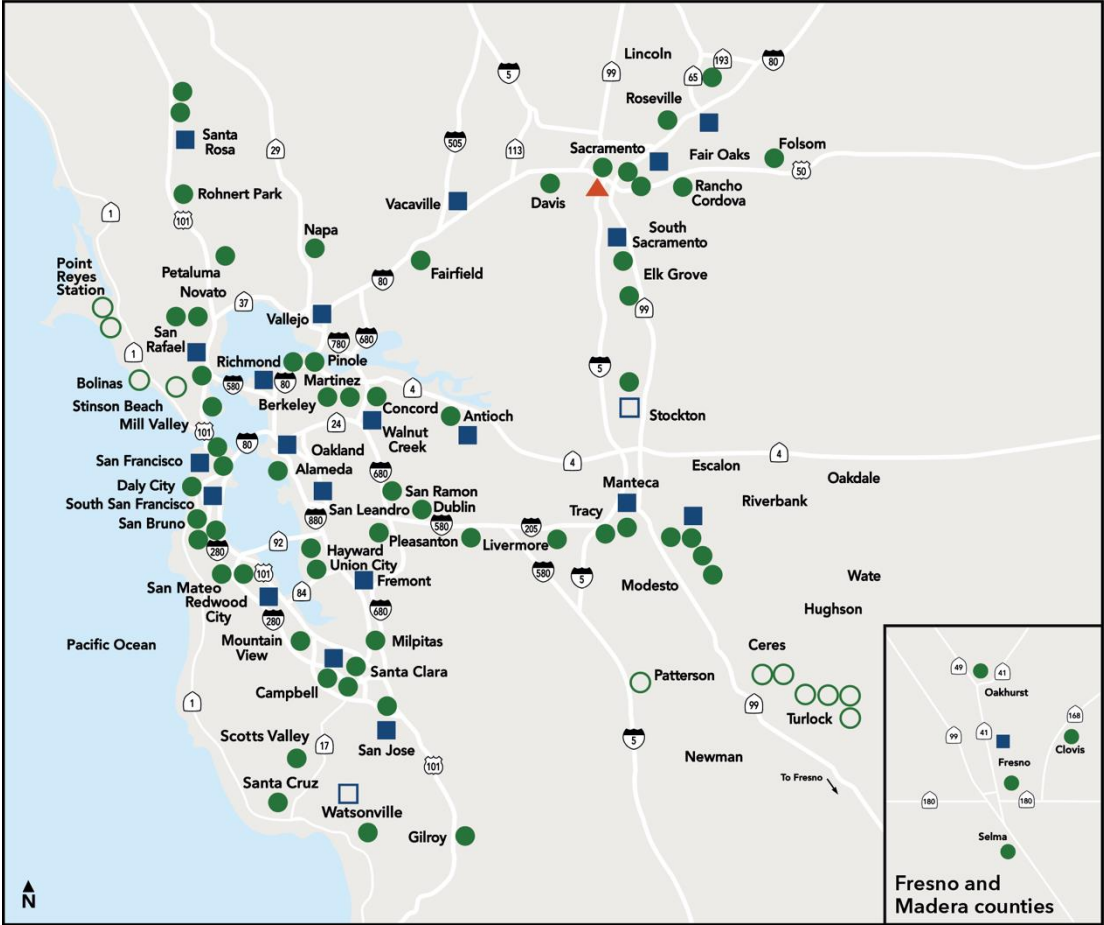 Lincoln
193
80
5
99
65
Roseville
Santa
Rosa
29
505
113
Sacramento
Fair Oaks
Folsom
50
Rohnert Park
Vacaville
Davis
Rancho
Cordova
1
101
Napa
South
Sacramento
Point
Reyes
Station
Petaluma
Fairfield
Elk Grove
80
Novato
37
99
Vallejo
780
680
San
Rafael
1
Richmond
Pinole
5
Bolinas
580
80
Martinez
4
Stinson Beach
Berkeley
Concord
Antioch
Stockton
Mill Valley
24
Walnut
Creek
101
80
Oakland
San Francisco
Alameda
680
4
Escalon
4
Oakdale
Daly City
Manteca
San Ramon
Riverbank
South San Francisco
San Leandro
Dublin
Tracy
San Bruno
880
580
205
92
Pleasanton
Livermore
280
Hayward
Union City
580
5
101
Fremont
Modesto
Wate
San Mateo
84
Redwood
City
680
Hughson
280
Pacific Ocean
Mountain
View
Milpitas
Ceres
Santa Clara
Patterson
Campbell
1
99
Turlock
Scotts Valley
17
San Jose
5
101
Newman
Santa Cruz
To Fresno
Watsonville
Gilroy
N
49
41
Oakhurst
168
99
41
Clovis
Fresno
180
180
Selma
Fresno and
Madera counties